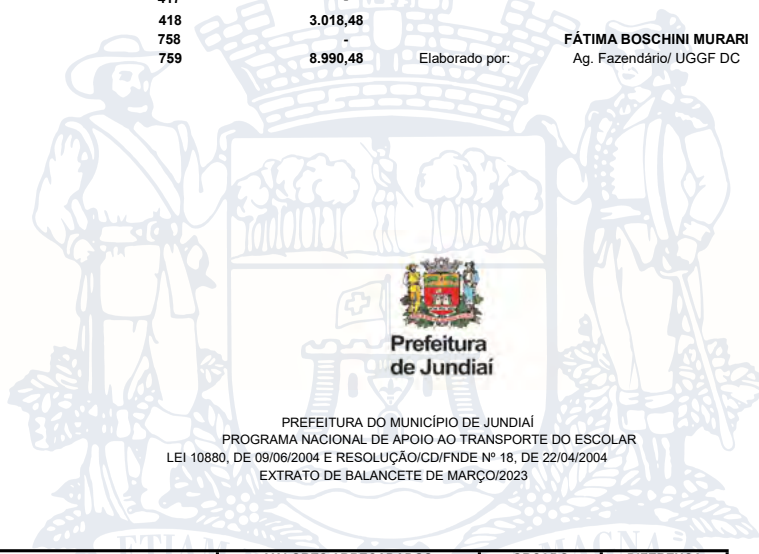 418 3.018,48
758 - FÁTIMA BOSCHINI MURARI
759 8.990,48 Elaborado por: Ag. Fazendário/ UGGF DC
Prefeitura
de Jundiaí
PREFEITURA DO MUNICÍPIO DE JUNDIAÍ
PROGRAMA NACIONAL DE APOIO AO TRANSPORTE DO ESCOLAR
LEI 10880, DE 09/06/2004 E RESOLUÇÃO/CD/FNDE Nº 18, DE 22/04/2004
EXTRATO DE BALANCETE DE MARÇO/2023